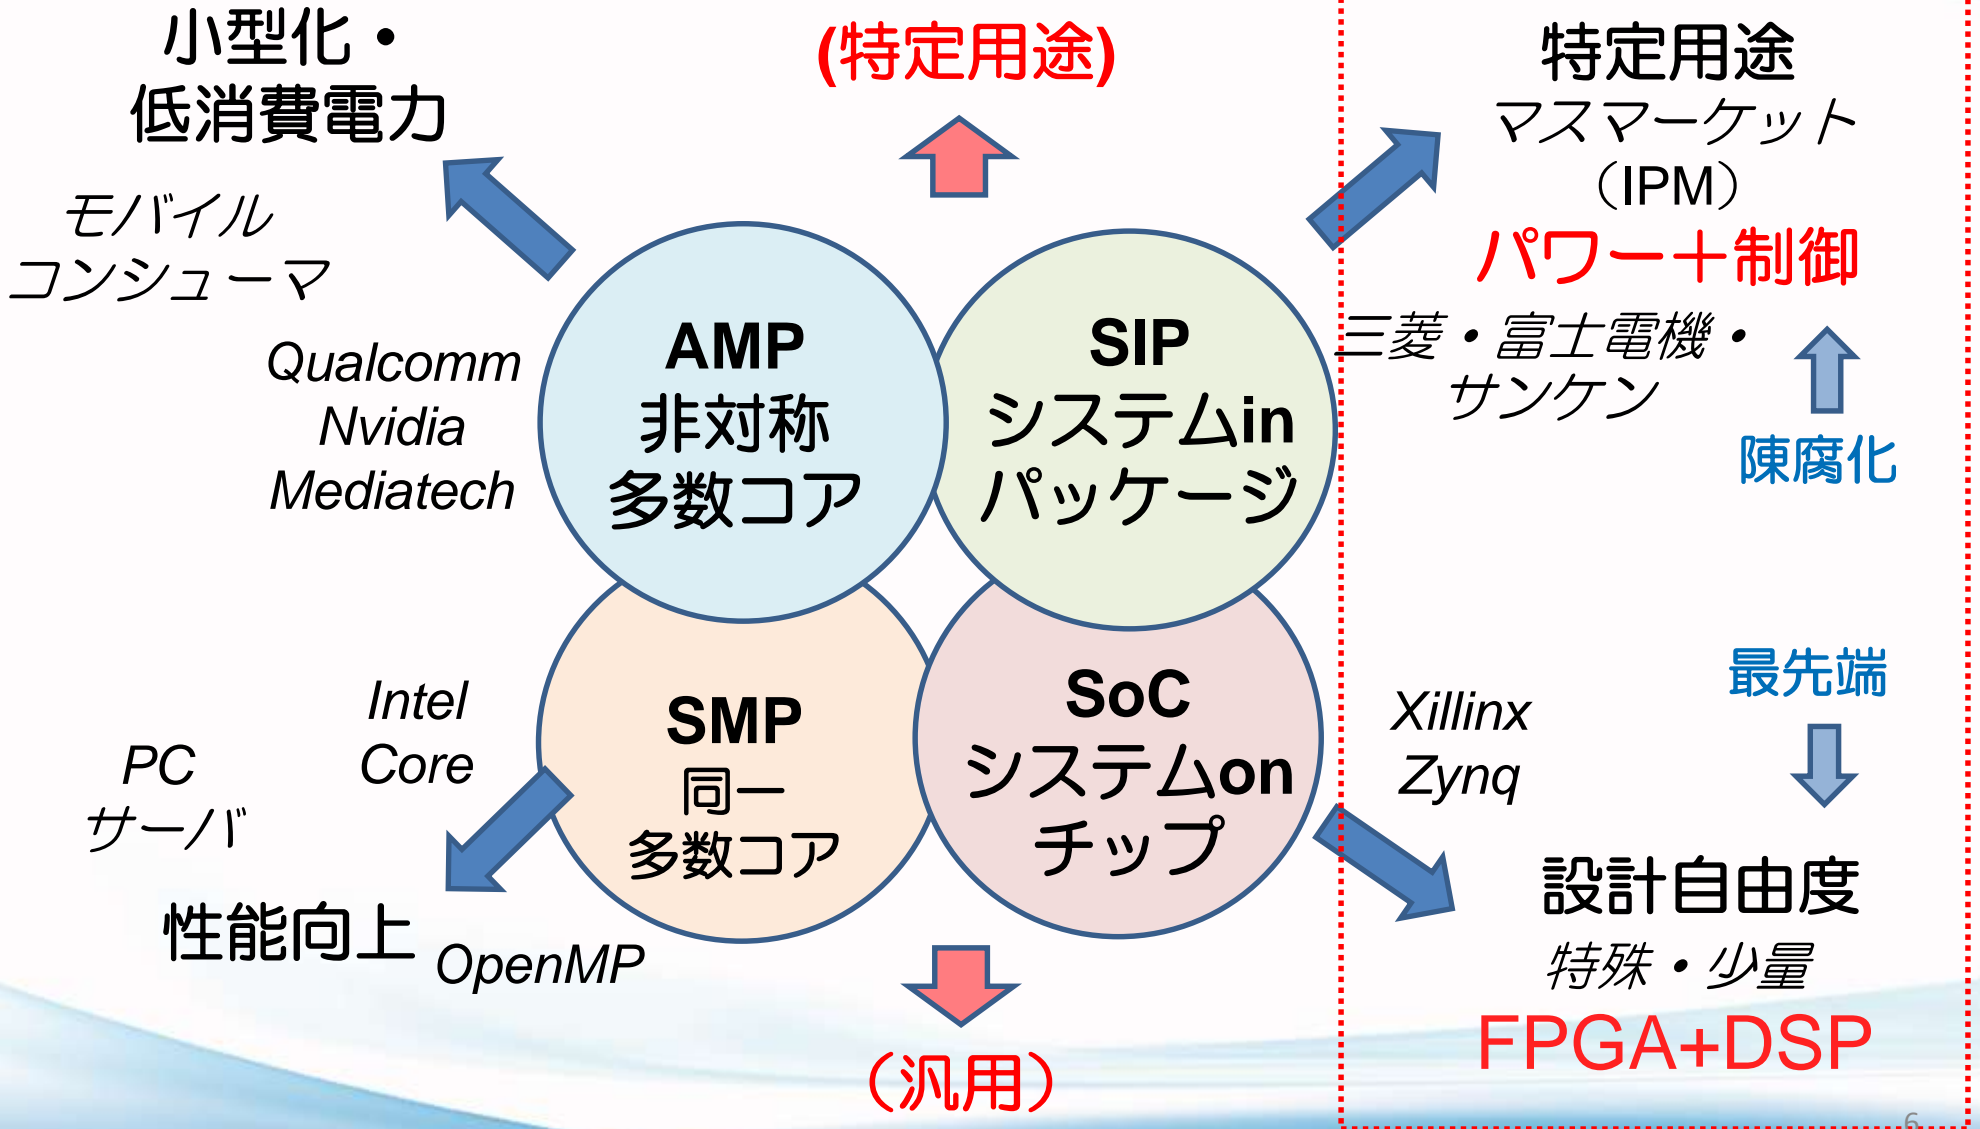 小型化・
低消費電力
モバイル
コンシューマ
Qualcomm
Nvidia
Mediatech
(特定用途)
特定用途
マスマーケット
（IPM）
パワー＋制御
三菱・富士電機・
サンケン
陳腐化
AMP
非対称
多数コア
SIP
システムin
パッケージ
SMP
同一
多数コア
SoC
システムon
チップ
Intel
Core
PC
サーバ
性能向上
OpenMP
（汎用）
最先端
Xillinx
Zynq
設計自由度
特殊・少量
FPGA+DSP
6